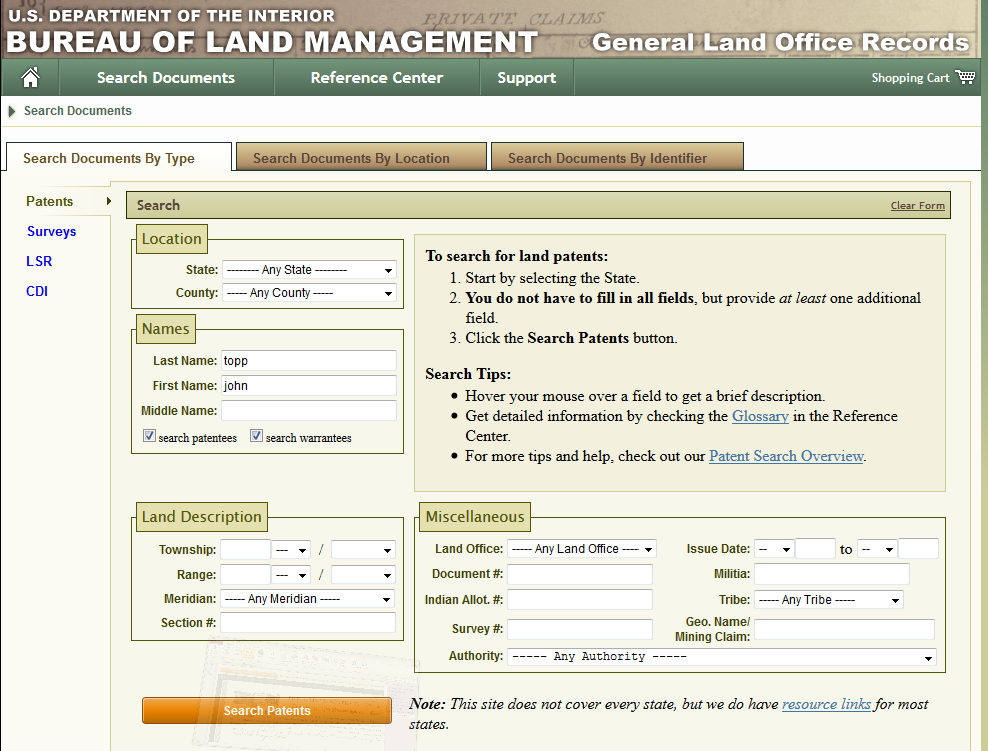 PRIVATE CLAIMS.
U.S. DEPARTMENT OF THE INTERIOR
BUREAU OF LAND MANAGEMENT
General Land Office Records
Search Documents
Reference Center
Support
Shopping Cart
Search Documents
Search Documents By Type
Search Documents By Location
Search Documents By Identifier
Patents
Surveys
LSR
CDI
Search
Clear Form
Location
State: -------- Any State --------
County: ----- Any County -----
Names
Last Name: topp
First Name: john
Middle Name:
search patentees search warrantees
To search for land patents:
1. Start by selecting the State.
2. You do not have to fill in all fields, but provide at least one additional
field.
3. Click the Search Patents button.
Search Tips:
• Hover your mouse over a field to get a brief description.
• Get detailed information by checking the Glossary in the Reference
Center.
• For more tips and help, check out our Patent Search Overview.
Land Description
Township: --- /
Range: --- /
Meridian: ----- Any Meridian -----
Section #:
Miscellaneous
Land Office: ----- Any Land Office ----
Document #:
Indian Allot. #:
Survey #:
Authority: ----- Any Authority -----
Issue Date: -- to --
Militia:
Tribe: ----- Any Tribe -----
Geo. Name/
Mining Claim:
Search Patents
Note: This site does not cover every state, but we do have resource links for most
states.